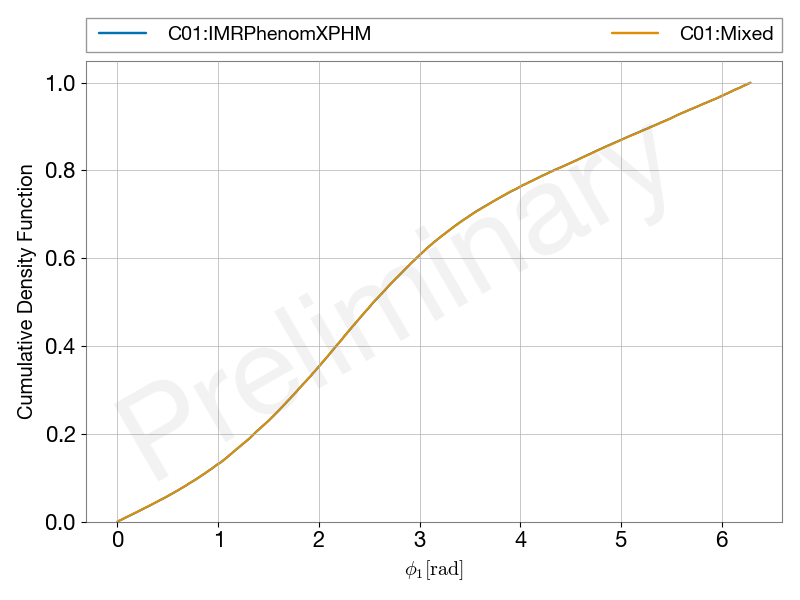 C01:IMRPhenomXPHM C01:Mixed
Cumulative Density Function
1.0
0.8
0.6
0.4
0.2
0.0
Preliminary
0 1 2 3 4 5 6
ϕ₁[rad]